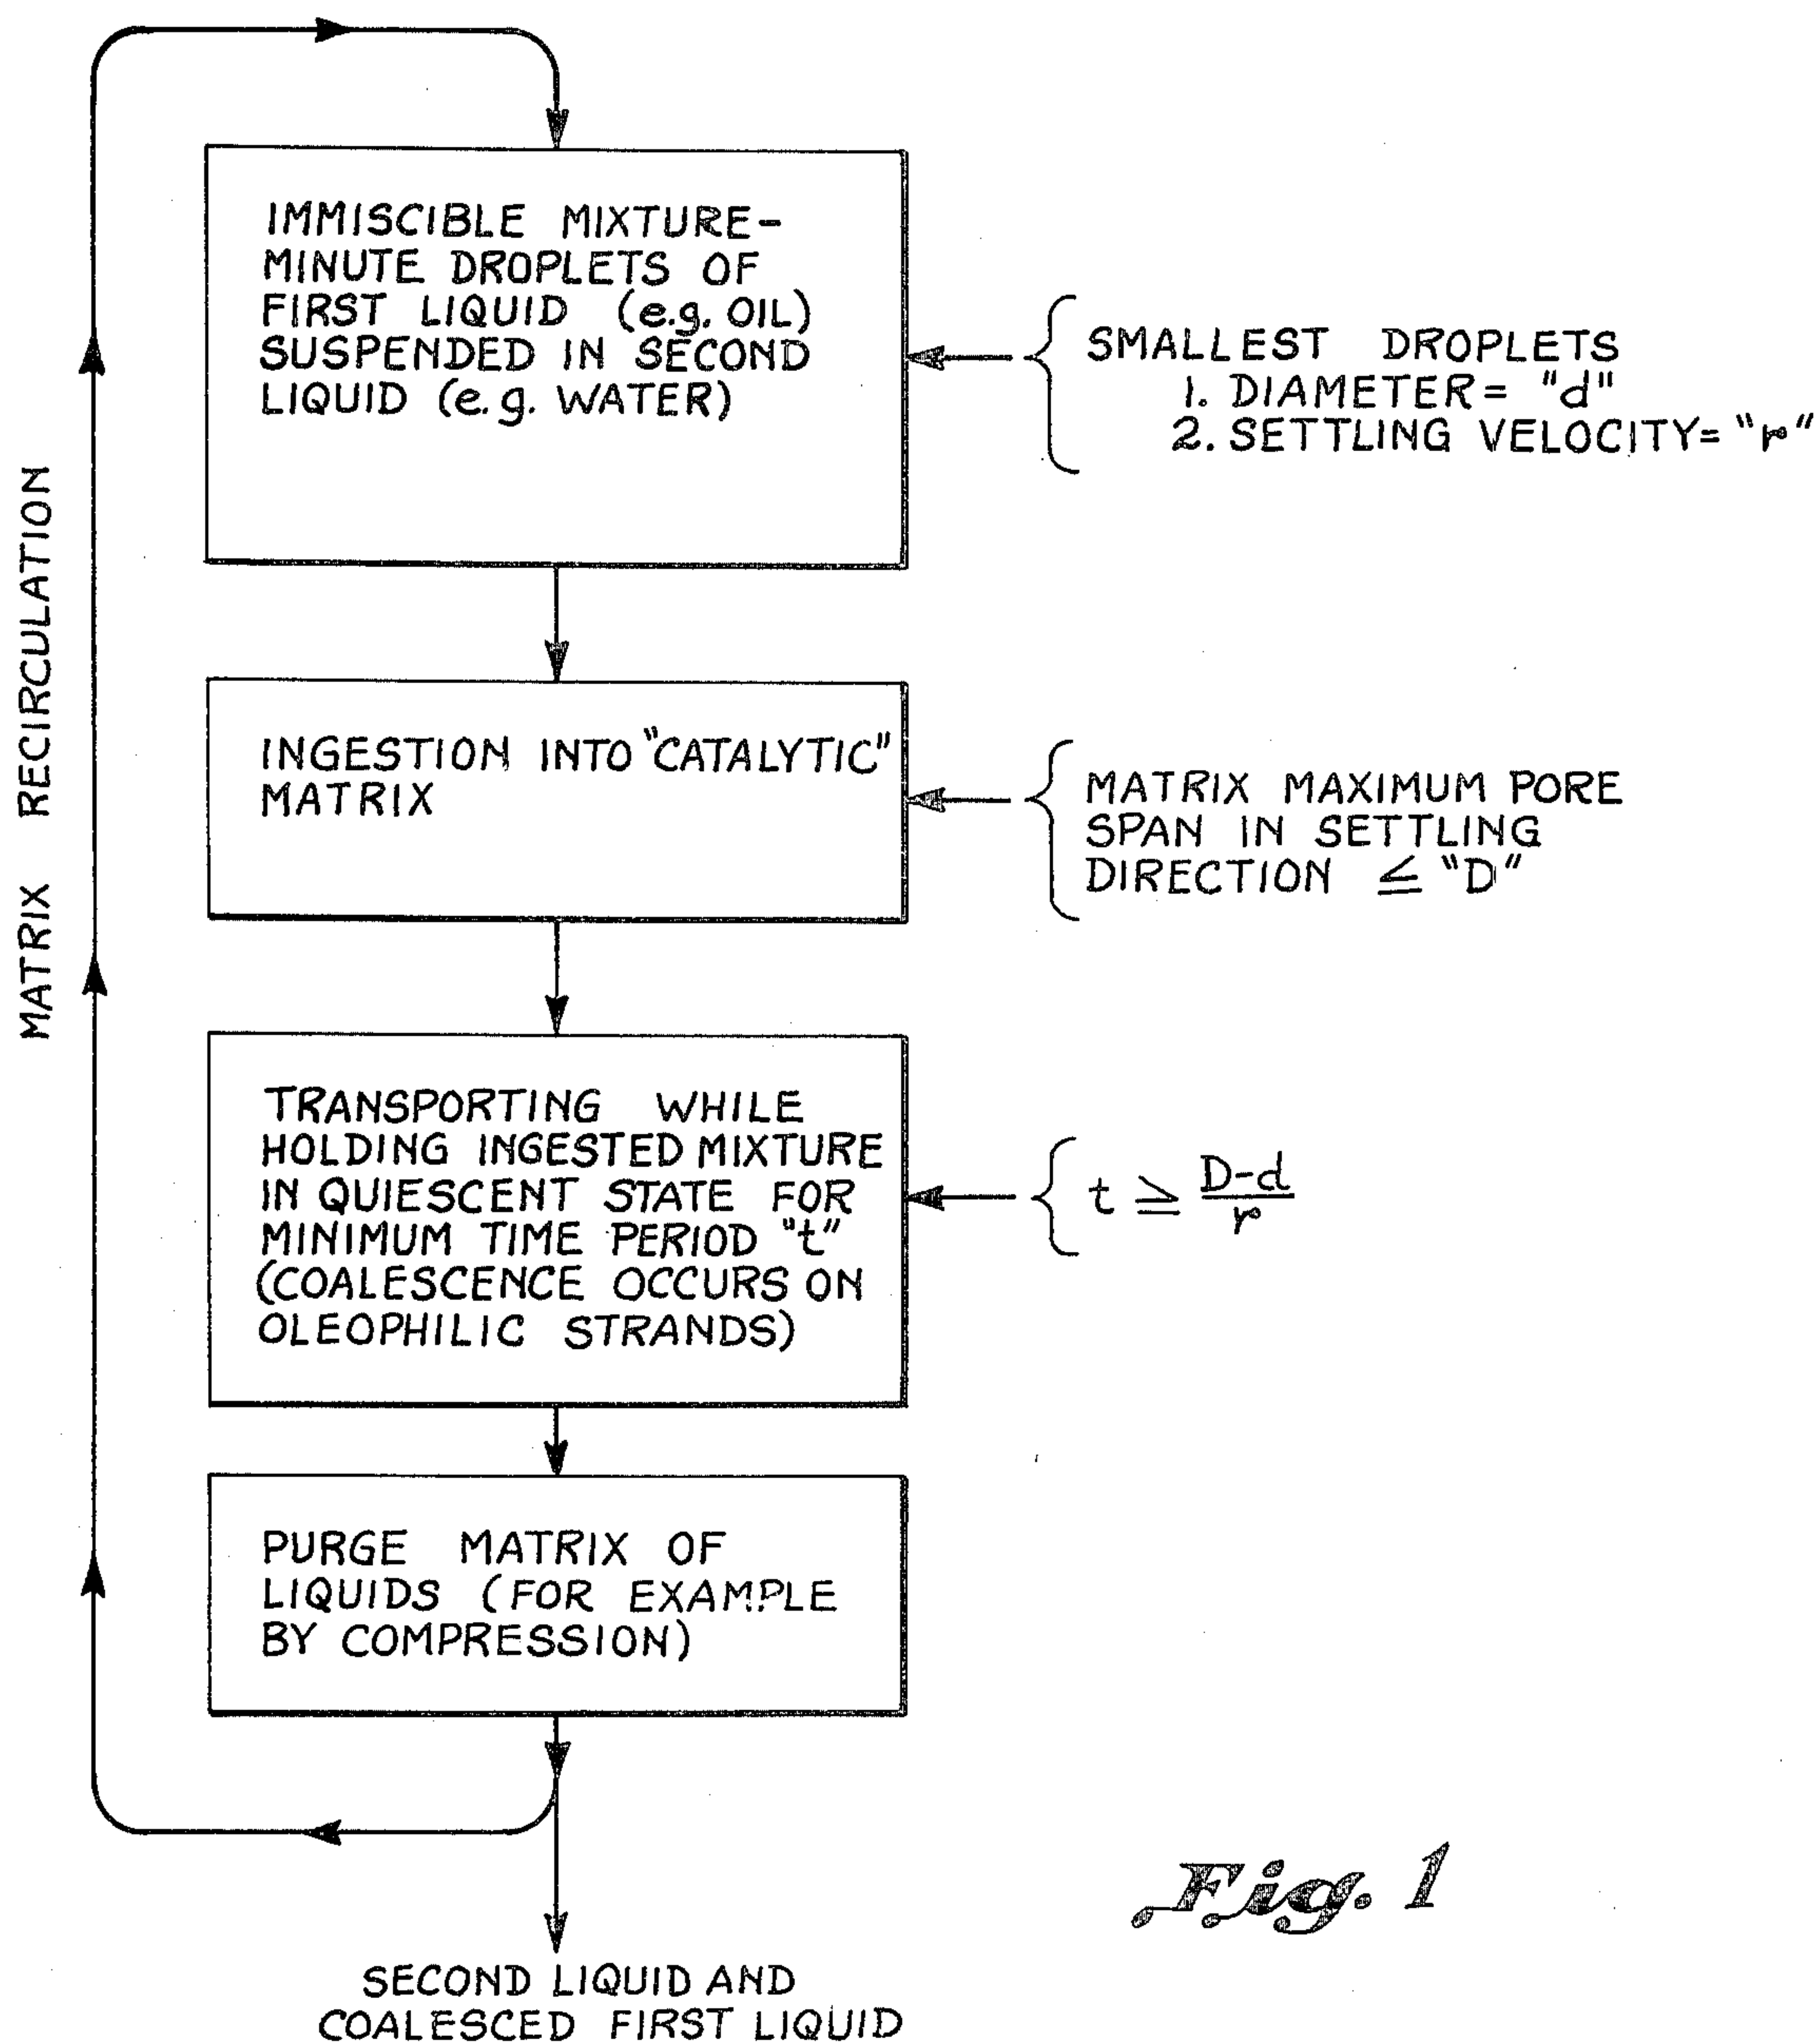 IMMISCIBLE MIXTURE-
MINUTE DROPLETS OF
FIRST LIQUID (e.g. OIL)
SUSPENDED IN SECOND
LIQUID (e.g. WATER)
SMALLEST DROPLETS
1. DIAMETER= "d"
2. SETTLING VELOCITY= "r"
MATRIX RECIRCULATION
INGESTION INTO "CATALYTIC"
MATRIX
MATRIX MAXIMUM PORE
SPAN IN SETTLING
DIRECTION ≦ "D"
TRANSPORTING WHILE
HOLDING INGESTED MIXTURE
IN QUIESCENT STATE FOR
MINIMUM TIME PERIOD "t"
(COALESCENCE OCCURS ON
OLEOPHILIC STRANDS)
t ≧ D-d
r
PURGE MATRIX OF
LIQUIDS (FOR EXAMPLE
BY COMPRESSION)
SECOND LIQUID AND
COALESCED FIRST LIQUID
Fig. 1